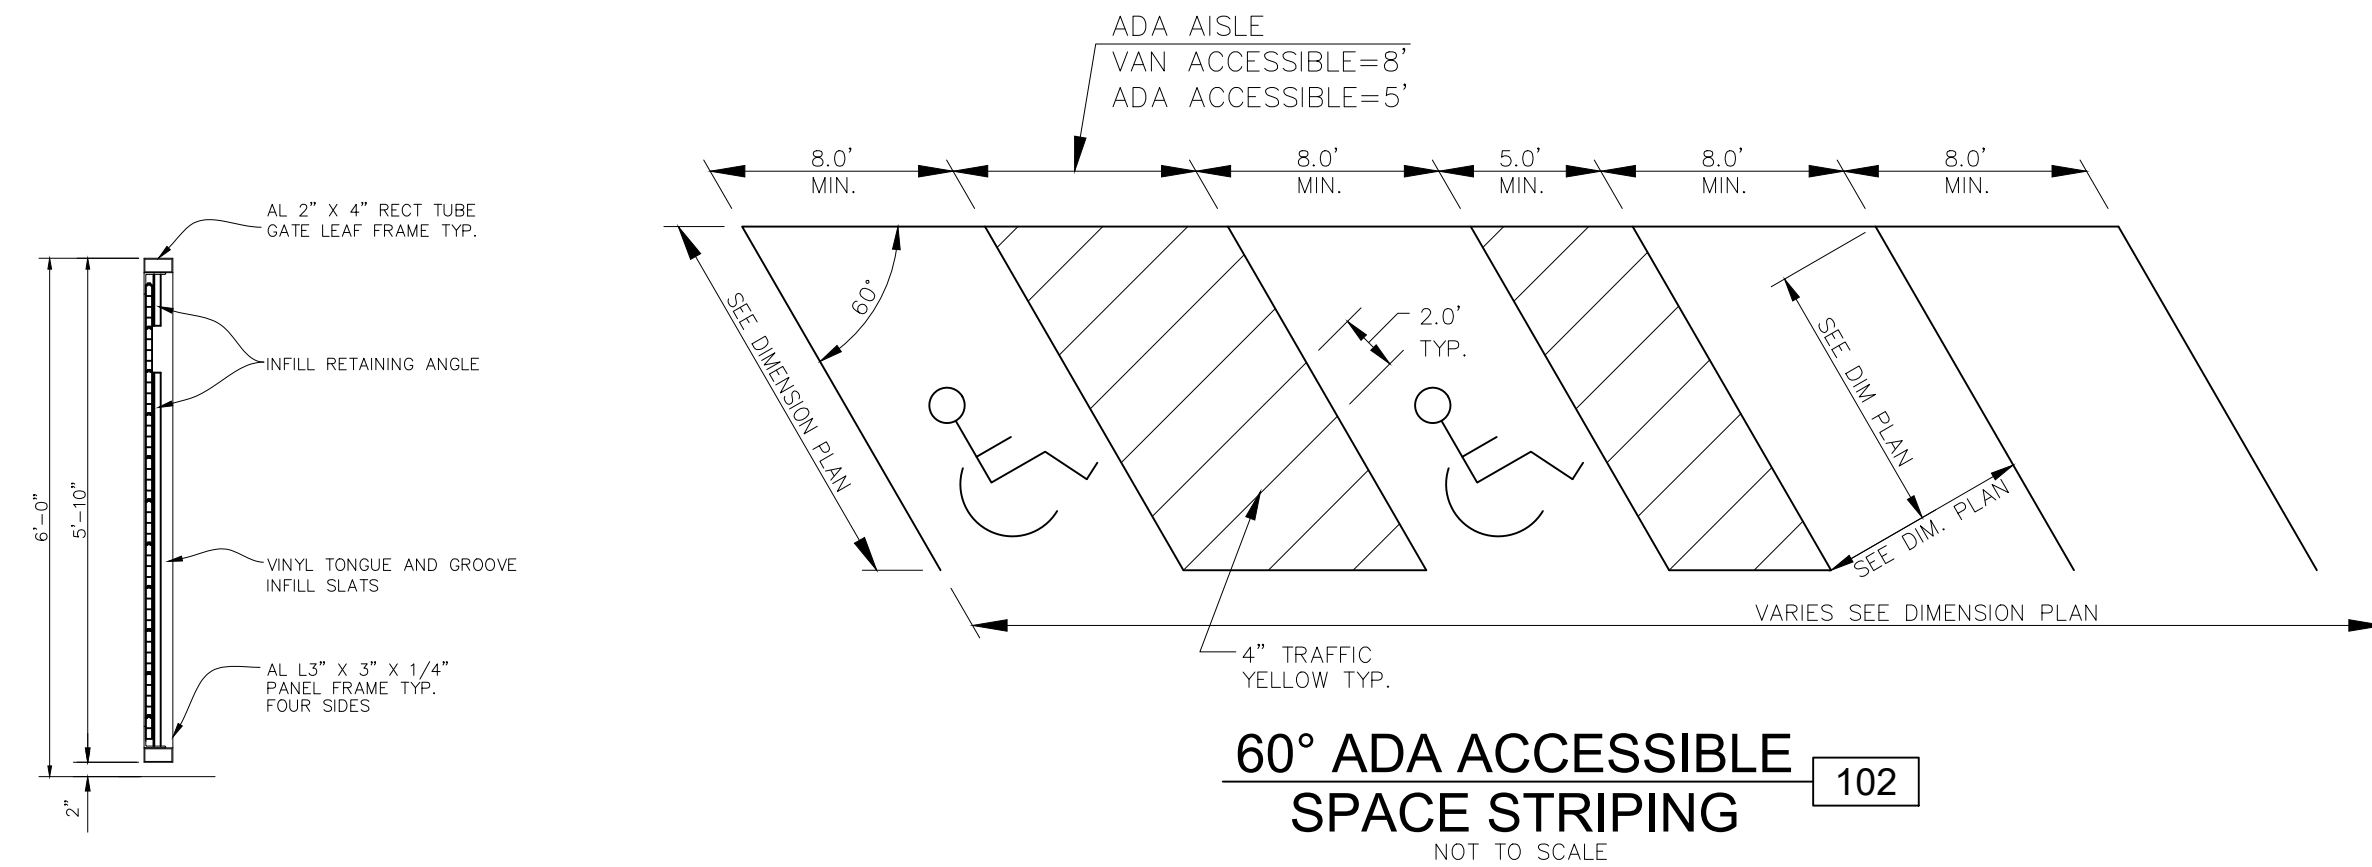 AL 2” X 4” RECT TUBE
GATE LEAF FRAME TYP.
INFILL RETAINING ANGLE
VINYL TONGUE AND GROOVE
INFILL SLATS
AL L3” X 3” X 1/4”
PANEL FRAME TYP.
FOUR SIDES
6’-0”
5’-10”
2”
ADA AISLE
VAN ACCESSIBLE=8’
ADA ACCESSIBLE=5’
8.0’
MIN.
8.0’
MIN.
5.0’
MIN.
8.0’
MIN.
8.0’
MIN.
SEE DIMENSION PLAN
60°
2.0’
TYP.
SEE DIM PLAN
SEE DIM. PLAN
VARIES SEE DIMENSION PLAN
4” TRAFFIC
YELLOW TYP.
60° ADA ACCESSIBLE
SPACE STRIPING
102
NOT TO SCALE